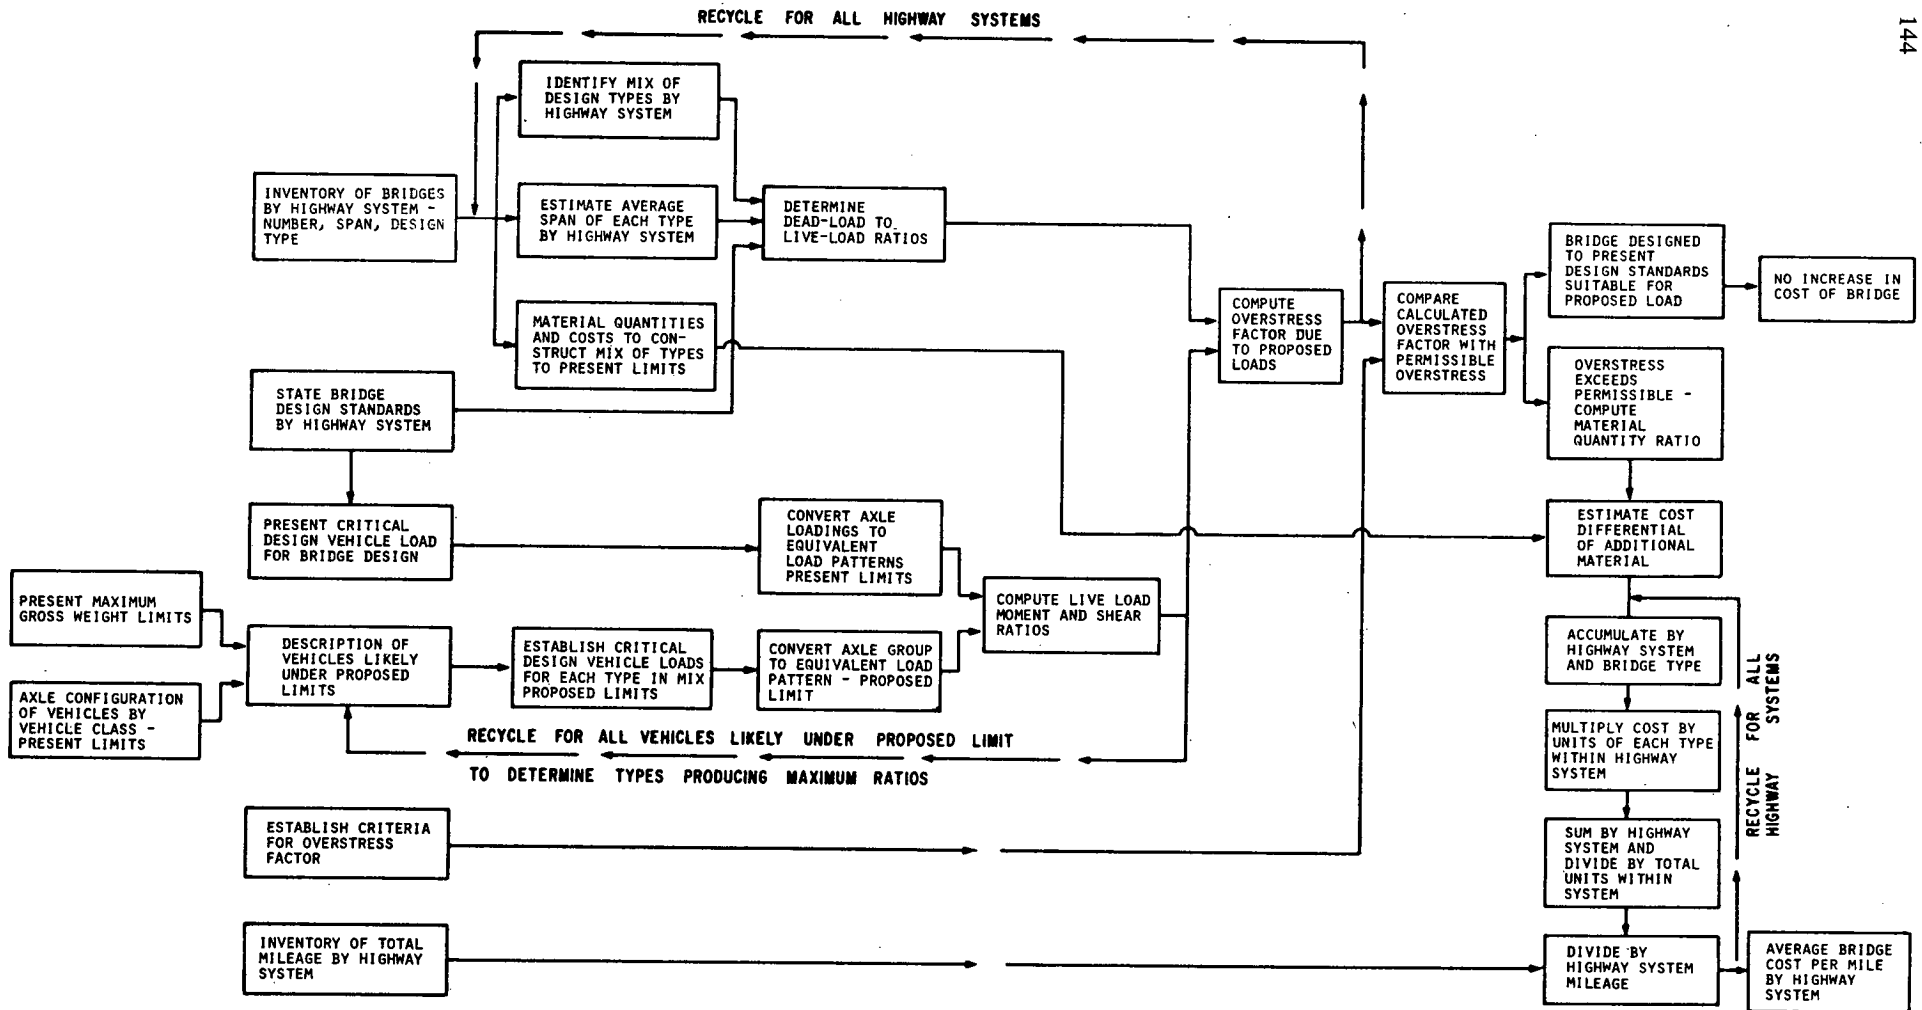 144
RECYCLE FOR ALL HIGHWAY SYSTEMS
IDENTIFY MIX OF
DESIGN TYPES BY
HIGHWAY SYSTEM
INVENTORY OF BRIDGES
BY HIGHWAY SYSTEM -
NUMBER, SPAN, DESIGN
TYPE
ESTIMATE AVERAGE
SPAN OF EACH TYPE
BY HIGHWAY SYSTEM
DETERMINE
DEAD-LOAD TO
LIVE-LOAD RATIOS
MATERIAL QUANTITIES
AND COSTS TO CON-
STRUCT MIX OF TYPES
TO PRESENT LIMITS
STATE BRIDGE
DESIGN STANDARDS
BY HIGHWAY SYSTEM
COMPUTE
OVERSTRESS
FACTOR DUE
TO PROPOSED
LOADS
COMPARE
CALCULATED
OVERSTRESS
FACTOR WITH
PERMISSIBLE
OVERSTRESS
BRIDGE DESIGNED
TO PRESENT
DESIGN STANDARDS
SUITABLE FOR
PROPOSED LOAD
NO INCREASE IN
COST OF BRIDGE
OVERSTRESS
EXCEEDS
PERMISSIBLE -
COMPUTE
MATERIAL
QUANTITY RATIO
PRESENT CRITICAL
DESIGN VEHICLE LOAD
FOR BRIDGE DESIGN
CONVERT AXLE
LOADINGS TO
EQUIVALENT
LOAD PATTERNS
PRESENT LIMITS
ESTIMATE COST
DIFFERENTIAL
OF ADDITIONAL
MATERIAL
PRESENT MAXIMUM
GROSS WEIGHT LIMITS
COMPUTE LIVE LOAD
MOMENT AND SHEAR
RATIOS
DESCRIPTION OF
VEHICLES LIKELY
UNDER PROPOSED
LIMITS
ESTABLISH CRITICAL
DESIGN VEHICLE LOADS
FOR EACH TYPE IN MIX
PROPOSED LIMITS
CONVERT AXLE GROUP
TO EQUIVALENT LOAD
PATTERN - PROPOSED
LIMIT
AXLE CONFIGURATION
OF VEHICLES BY
VEHICLE CLASS -
PRESENT LIMITS
RECYCLE FOR ALL VEHICLES LIKELY UNDER PROPOSED LIMIT
TO DETERMINE TYPES PRODUCING MAXIMUM RATIOS
ACCUMULATE BY
HIGHWAY SYSTEM
AND BRIDGE TYPE
MULTIPLY COST BY
UNITS OF EACH TYPE
WITHIN HIGHWAY
SYSTEM
RECYCLE FOR ALL
HIGHWAY SYSTEMS
ESTABLISH CRITERIA
FOR OVERSTRESS
FACTOR
SUM BY HIGHWAY
SYSTEM AND
DIVIDE BY TOTAL
UNITS WITHIN
SYSTEM
INVENTORY OF TOTAL
MILEAGE BY HIGHWAY
SYSTEM
DIVIDE BY
HIGHWAY SYSTEM
MILEAGE
AVERAGE BRIDGE
COST PER MILE
BY HIGHWAY
SYSTEM